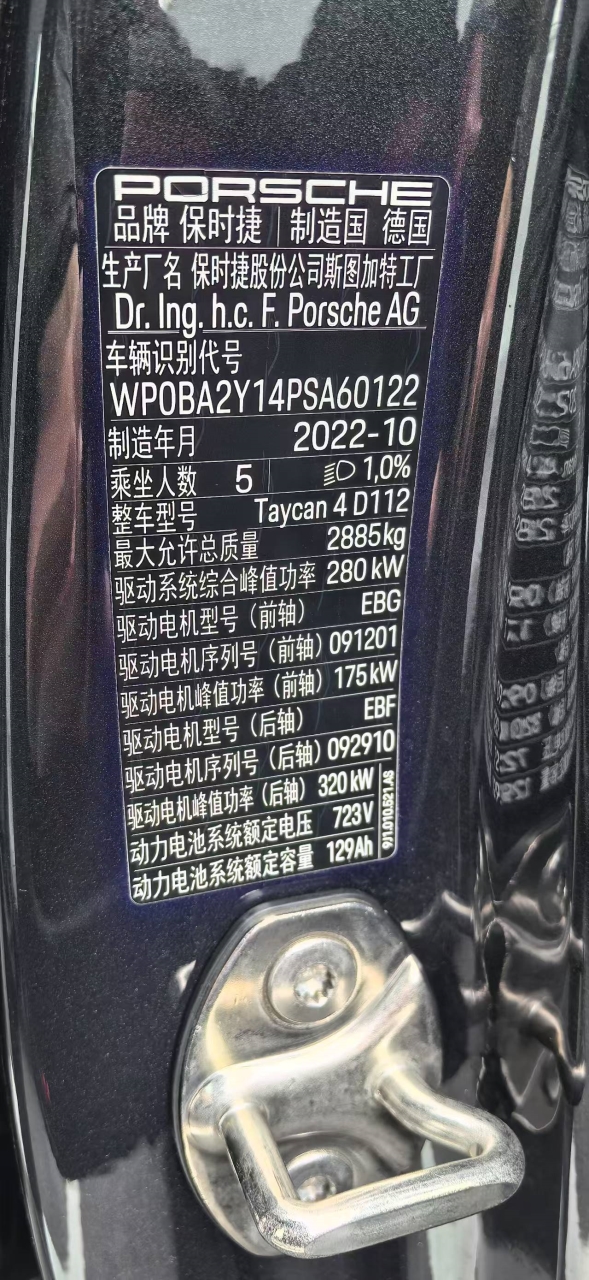 PORSCHE
品牌 保时捷 制造国 德国
生产厂名 保时捷股份公司斯图加特工厂
Dr. Ing. h.c. F. Porsche AG
车辆识别代号
WP0BA2Y14PSA60122
制造年月 2022-10
乘坐人数 5 1,0%
整车型号 Taycan 4 D112
最大允许总质量 2885kg
驱动系统综合峰值功率 280 kW
驱动电机型号（前轴） EBG
驱动电机序列号（前轴）091201
驱动电机峰值功率（前轴）175kW
驱动电机型号（后轴） EBF
驱动电机序列号（后轴）092910
驱动电机峰值功率（后轴）320 kW
动力电池系统额定电压 723V
动力电池系统额定容量 129Ah
9J1.010.521.AS